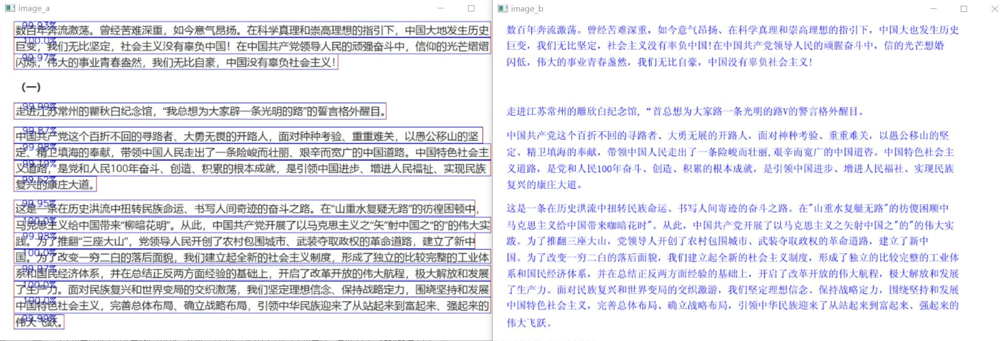 image_a
99.93%
数百年奔流激荡。曾经苦难深重，如今意气昂扬。在科学真理和崇高理想的指引下，中国大地发生历史
100.0%
巨变，我们无比坚定，社会主义没有辜负中国！在中国共产党领导人民的顽强奋斗中，信仰的光芒熠熠
99.97%
闪烁，伟大的事业青春盎然，我们无比自豪，中国没有辜负社会主义！
（一）
99.99%
走进江苏常州的瞿秋白纪念馆，“我总想为大家辟一条光明的路”的誓言格外醒目。
99.87%
中国共产党这个百折不回的寻路者、大勇无畏的开路人，面对种种考验、重重难关，以愚公移山的坚
99.98%
定、精卫填海的奉献，带领中国人民走出了一条险峻而壮丽、艰辛而宽广的中国道路。中国特色社会主
99.19%
义道路，是党和人民100年奋斗、创造、积累的根本成就，是引领中国进步、增进人民福祉、实现民族
99.52%
复兴的康庄大道。
99.95%
这是一条在历史洪流中扭转民族命运、书写人间奇迹的奋斗之路。在“山重水复疑无路”的彷徨困顿中，
100.0%
马克思主义给中国带来“柳暗花明”。从此，中国共产党开展了以马克思主义之“矢”射中国之“的”的伟大实
99.98%
践。为了推翻“三座大山”，党领导人民开创了农村包围城市、武装夺取政权的革命道路，建立了新中
100.0%
国。为了改变一穷二白的落后面貌，我们建立起全新的社会主义制度，形成了独立的比较完整的工业体
99.97%
系和国民经济体系，并在总结正反两方面经验的基础上，开启了改革开放的伟大航程，极大解放和发展
100.0%
了生产力。面对民族复兴和世界变局的交织激荡，我们坚定理想信念、保持战略定力，围绕坚持和发展
100.0%
中国特色社会主义，完善总体布局、确立战略布局，引领中华民族迎来了从站起来到富起来、强起来的
99.99%
伟大飞跃。
image_b
数百年奔流激荡。曾经苦难深重，如今意气昂扬、在科学真理和崇高理想的指引下，中国大也发生历史
巨变，我们无比坚定，社会主义没有率负中国!在中国共产党领导人民的顽腥奋斗中，信的光芒想婚
闪低，伟大的事业青春盏然，我们无比自豪，中国没有辜负社会主义!
走进江苏常州的雕欣白纪念馆,“首总想为大家路一条光明的路V的警言格外醒目。
中国共产党这个百折不回的寻路者、大勇无展的开路人，面对神种考验、重重难关，以愚公移山的坚
定、精卫填海的奉献，带领中国人民走出了一条险峻而壮丽,艰辛而宽广的中国道咨。中国特色社会主
义道路，是党和人民100年奋斗、创造、积累的根本成就，是引领中国进步、增进人民福社、实现民族
复兴的康庄大道。
这是一条在历史洪流中扭转民族命运、书写人间寄迹的奋斗之路。在"山重水复艇无路"的彷傻困顺中
马克思主义给中国带来咖暗花时"。从此，中国共产党开展了以马克思主义之矢射中国之"的"的伟大实
跋。为了推翻三座大山，党领导人开创了农村包围城市、武装夺取政权的革命道路，建立了新中
国。为了改变一穷二白的落后面貌，我们建立起全新的杜会主义制度，形成了独立的比较完整的工业体
系和国民经济体系，并在总结正反两方面经验的基础上，开启了改革开放的伟大航程，极大解放和发展
了生产力。面对民族复兴和世界变局的交织激游，我们坚定理想信念、保持战略定力，围绕坚持和发展
中国特色社会主义，完善总体布局、确立战略布局，引领中华民族迎来了从站起来到富起来、强起来的
伟大飞跃。